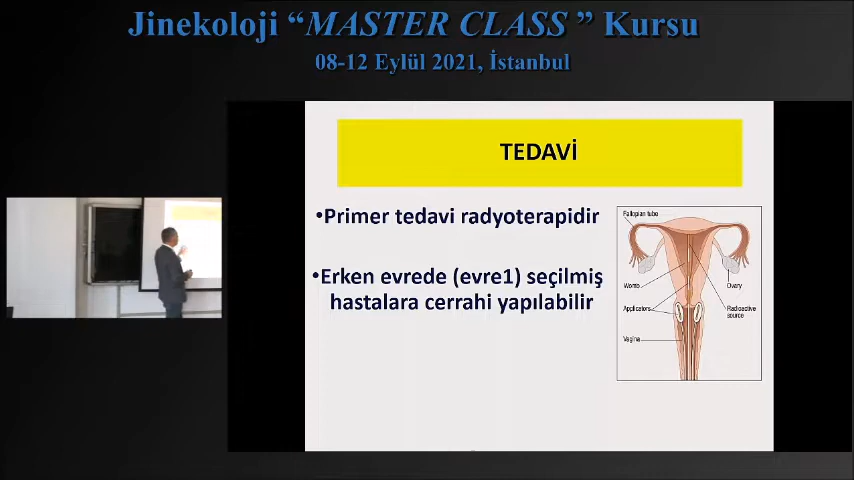 Jinekoloji “MASTER CLASS ” Kursu
08-12 Eylül 2021, İstanbul
TEDAVİ
•Primer tedavi radyoterapidir
•Erken evrede (evre1) seçilmiş
hastalara cerrahi yapılabilir
Fallopian tube
Womb
Ovary
Applicators
Radioactive
source
Vagina